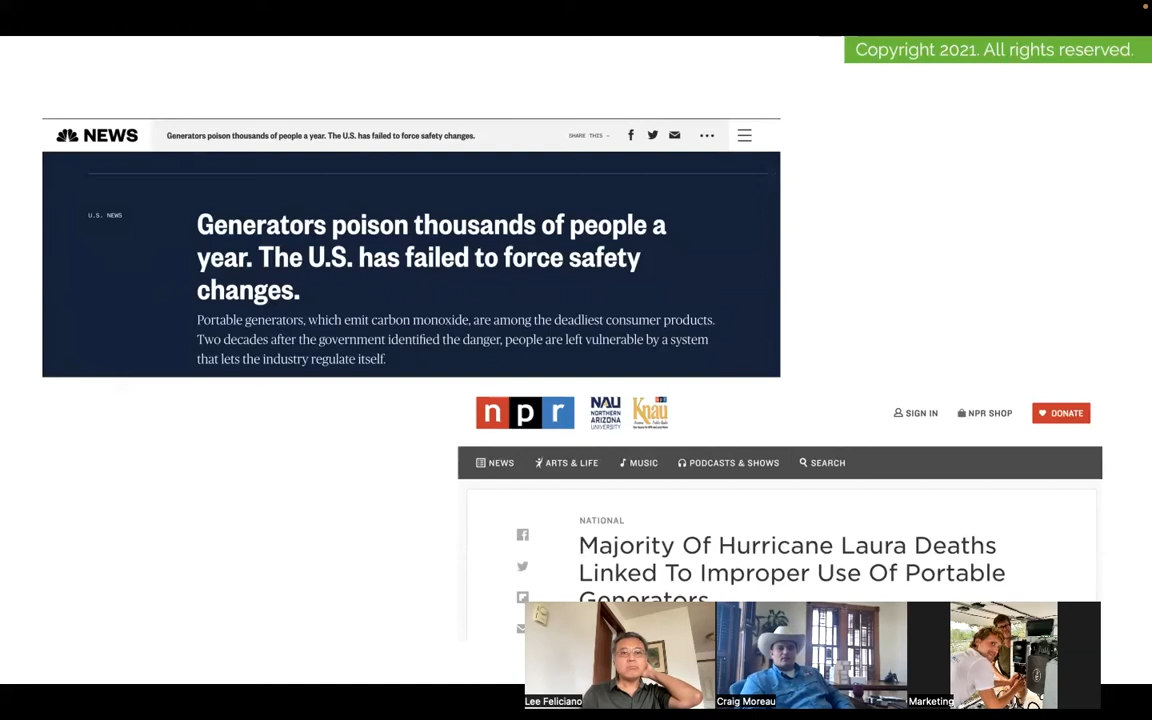 Copyright 2021. All rights reserved.
NEWS
Generators poison thousands of people a year. The U.S. has failed to force safety changes.
SHARE THIS –
U.S. NEWS
Generators poison thousands of people a
year. The U.S. has failed to force safety
changes.
Portable generators, which emit carbon monoxide, are among the deadliest consumer products.
Two decades after the government identified the danger, people are left vulnerable by a system
that lets the industry regulate itself.
npr
NAU
NORTHERN
ARIZONA
UNIVERSITY
Knau
SIGN IN
NPR SHOP
DONATE
NEWS
ARTS & LIFE
MUSIC
PODCASTS & SHOWS
SEARCH
NATIONAL
Majority Of Hurricane Laura Deaths
Linked To Improper Use Of Portable
Generators
Lee Feliciano
Craig Moreau
Marketing